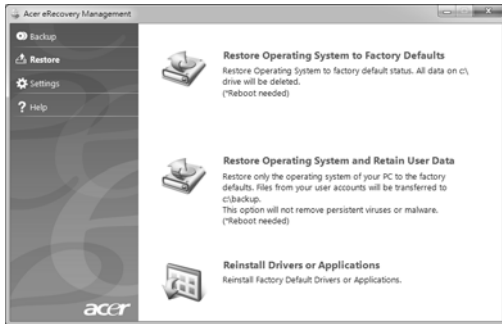 Acer eRecovery Management
Backup
Restore
Settings
Help
Restore Operating System to Factory Defaults
Restore Operating System to factory default status. All data on c:\
drive will be deleted.
(*Reboot needed)
Restore Operating System and Retain User Data
Restore only the operating system of your PC to the factory
defaults. Files from your user accounts will be transferred to
c:\backup.
This option will not remove persistent viruses or malware.
(*Reboot needed)
Reinstall Drivers or Applications
Reinstall Factory Default Drivers or Applications.
acer